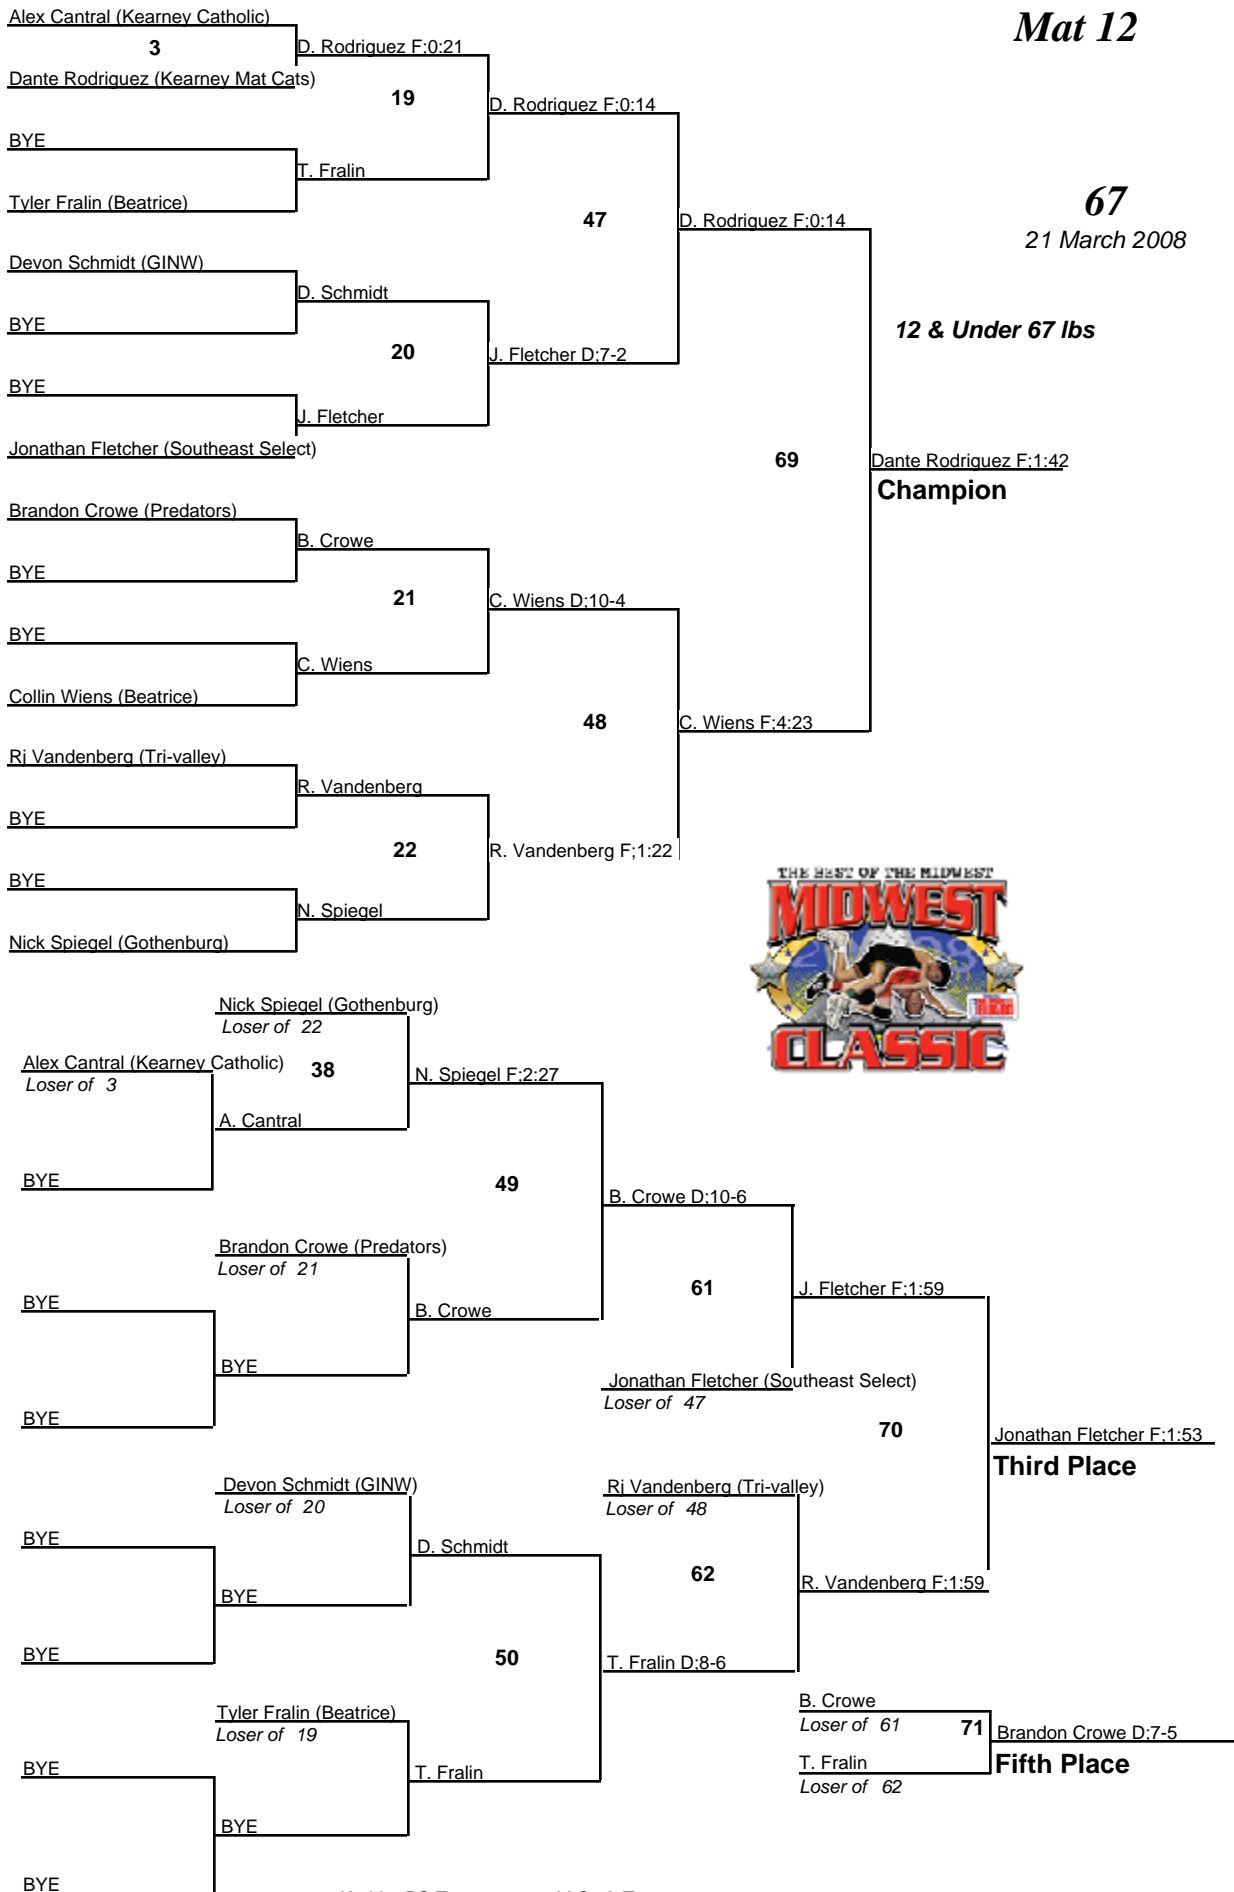 Alex Cantral (Kearney Catholic)
Mat 12
3
D. Rodriguez F;0:21
Dante Rodriguez (Kearney Mat Cats)
19
D. Rodriguez F;0:14
BYE
T. Fralin
Tyler Fralin (Beatrice)
47
D. Rodriguez F;0:14
67
21 March 2008
Devon Schmidt (GINW)
D. Schmidt
BYE
12 & Under 67 lbs
20
J. Fletcher D;7-2
BYE
J. Fletcher
Jonathan Fletcher (Southeast Select)
69
Dante Rodriguez F;1:42
Champion
Brandon Crowe (Predators)
B. Crowe
BYE
21
C. Wiens D;10-4
BYE
C. Wiens
Collin Wiens (Beatrice)
48
C. Wiens F;4:23
Rj Vandenberg (Tri-valley)
R. Vandenberg
BYE
22
R. Vandenberg F;1:22
BYE
N. Spiegel
Nick Spiegel (Gothenburg)
THE BEST OF THE MIDWEST
MIDWEST
CLASSIC
Nick Spiegel (Gothenburg)
Loser of 22
Alex Cantral (Kearney Catholic)
Loser of 3
38
N. Spiegel F;2:27
A. Cantral
BYE
49
B. Crowe D;10-6
Brandon Crowe (Predators)
Loser of 21
61
J. Fletcher F;1:59
BYE
B. Crowe
BYE
Jonathan Fletcher (Southeast Select)
Loser of 47
BYE
70
Jonathan Fletcher F;1:53
Third Place
Devon Schmidt (GINW)
Loser of 20
Rj Vandenberg (Tri-valley)
Loser of 48
BYE
D. Schmidt
62
R. Vandenberg F;1:59
BYE
BYE
50
T. Fralin D;8-6
Tyler Fralin (Beatrice)
Loser of 19
B. Crowe
Loser of 61
71
Brandon Crowe D;7-5
T. Fralin
Loser of 62
Fifth Place
BYE
T. Fralin
BYE
BYE